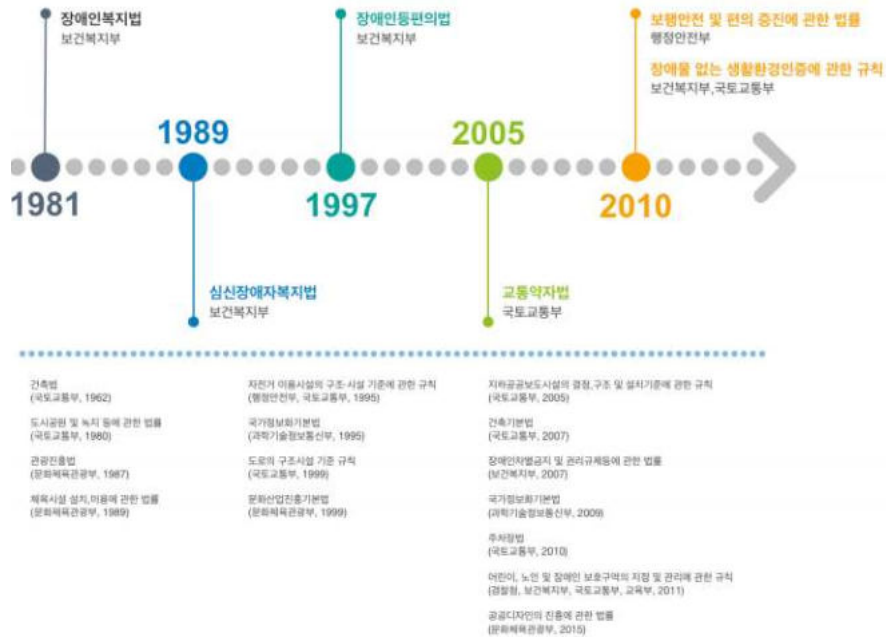 장애인복지법
보건복지부
장애인등편의법
보건복지부
보행안전 및 편의 증진에 관한 법률
행정안전부
장애물 없는 생활환경인증에 관한 규칙
보건복지부,국토교통부
1989
2005
1981
1997
2010
심신장애자복지법
보건복지부
교통약자법
국토교통부
건축법
(국토교통부, 1962)
도시공원 및 녹지 등에 관한 법률
(국토교통부, 1980)
관광진흥법
(문화체육관광부, 1987)
체육시설 설치,이용에 관한 법률
(문화체육관광부, 1989)
자전거 이용시설의 구조·시설 기준에 관한 규칙
(행정안전부, 국토교통부, 1995)
국가정보화기본법
(과학기술정보통신부, 1995)
도로의 구조시설 기준 규칙
(국토교통부, 1999)
문화산업진흥기본법
(문화체육관광부, 1999)
지하공공보도시설의 결정,구조 및 설치기준에 관한 규칙
(국토교통부, 2005)
건축기본법
(국토교통부, 2007)
장애인차별금지 및 권리규제등에 관한 법률
(보건복지부, 2007)
국가정보화기본법
(과학기술정보통신부, 2009)
주차장법
(국토교통부, 2010)
어린이, 노인 및 장애인 보호구역의 지정 및 관리에 관한 규칙
(경찰청, 보건복지부, 국토교통부, 교육부, 2011)
공공디자인의 진흥에 관한 법률
(문화체육관광부, 2015)